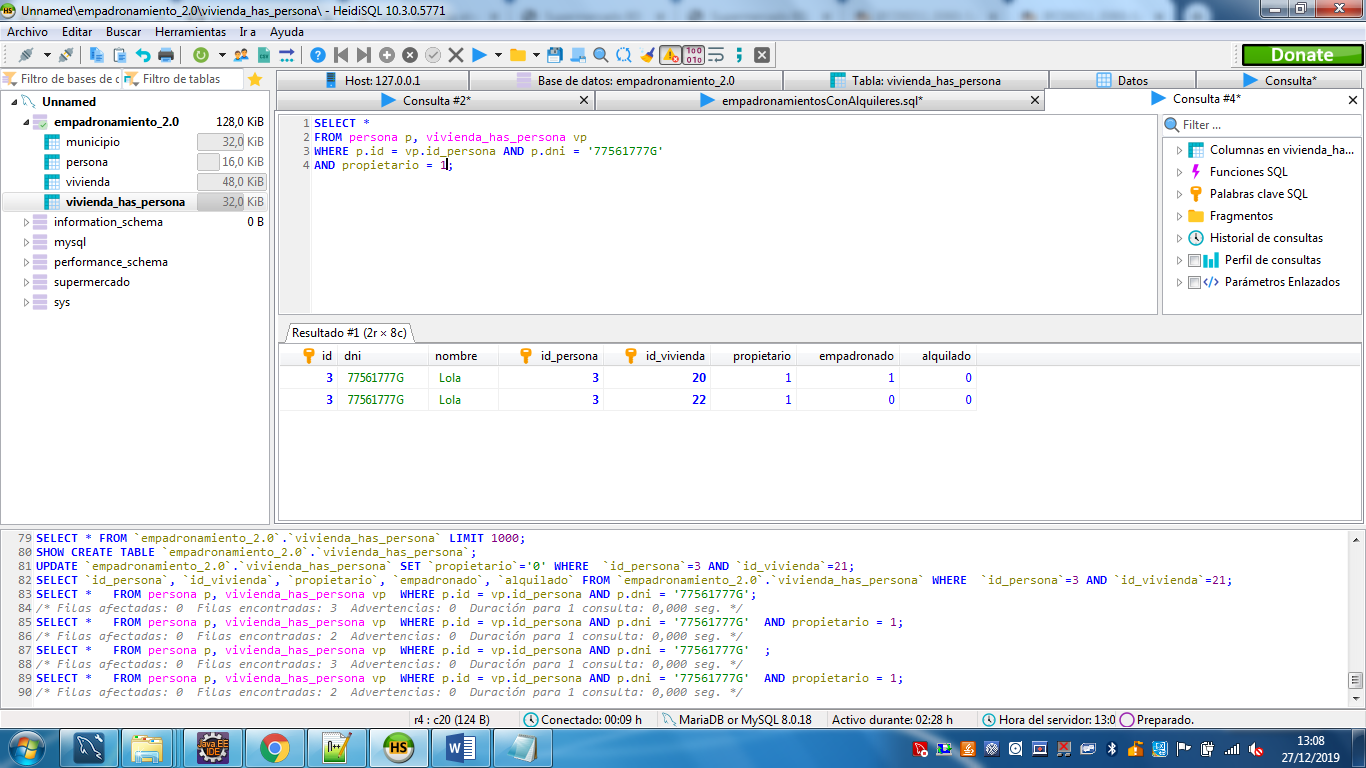 Unnamed\empadronamiento_2.0\vivienda_has_persona\ - HeidiSQL 10.3.0.5771
Archivo Editar Buscar Herramientas Ir a Ayuda
Donate
Filtro de bases de d Filtro de tablas
Host: 127.0.0.1 Base de datos: empadronamiento_2.0 Tabla: vivienda_has_persona Datos Consulta*
Consulta #2* empadronamientosConAlquileres.sql* Consulta #4*
Unnamed
empadronamiento_2.0 128,0 KiB
municipio 32,0 KiB
persona 16,0 KiB
vivienda 48,0 KiB
vivienda_has_persona 32,0 KiB
information_schema 0 B
mysql
performance_schema
supermercado
sys
1 SELECT *
2 FROM persona p, vivienda_has_persona vp
3 WHERE p.id = vp.id_persona AND p.dni = '77561777G'
4 AND propietario = 1;
Filter ...
Columnas en vivienda_ha...
Funciones SQL
Palabras clave SQL
Fragmentos
Historial de consultas
Perfil de consultas
Parámetros Enlazados
Resultado #1 (2r × 8c)
id dni nombre id_persona id_vivienda propietario empadronado alquilado
3 77561777G Lola 3 20 1 1 0
3 77561777G Lola 3 22 1 0 0
79 SELECT * FROM `empadronamiento_2.0`.`vivienda_has_persona` LIMIT 1000;
80 SHOW CREATE TABLE `empadronamiento_2.0`.`vivienda_has_persona`;
81 UPDATE `empadronamiento_2.0`.`vivienda_has_persona` SET `propietario`='0' WHERE `id_persona`=3 AND `id_vivienda`=21;
82 SELECT `id_persona`, `id_vivienda`, `propietario`, `empadronado`, `alquilado` FROM `empadronamiento_2.0`.`vivienda_has_persona` WHERE `id_persona`=3 AND `id_vivienda`=21;
83 SELECT * FROM persona p, vivienda_has_persona vp WHERE p.id = vp.id_persona AND p.dni = '77561777G';
84 /* Filas afectadas: 0 Filas encontradas: 3 Advertencias: 0 Duración para 1 consulta: 0,000 seg. */
85 SELECT * FROM persona p, vivienda_has_persona vp WHERE p.id = vp.id_persona AND p.dni = '77561777G' AND propietario = 1;
86 /* Filas afectadas: 0 Filas encontradas: 2 Advertencias: 0 Duración para 1 consulta: 0,000 seg. */
87 SELECT * FROM persona p, vivienda_has_persona vp WHERE p.id = vp.id_persona AND p.dni = '77561777G' ;
88 /* Filas afectadas: 0 Filas encontradas: 3 Advertencias: 0 Duración para 1 consulta: 0,000 seg. */
89 SELECT * FROM persona p, vivienda_has_persona vp WHERE p.id = vp.id_persona AND p.dni = '77561777G' AND propietario = 1;
90 /* Filas afectadas: 0 Filas encontradas: 2 Advertencias: 0 Duración para 1 consulta: 0,000 seg. */
r4 : c20 (124 B) Conectado: 00:09 h MariaDB or MySQL 8.0.18 Activo durante: 02:28 h Hora del servidor: 13:0 Preparado.
Java EE IDE
HS
13:08
27/12/2019